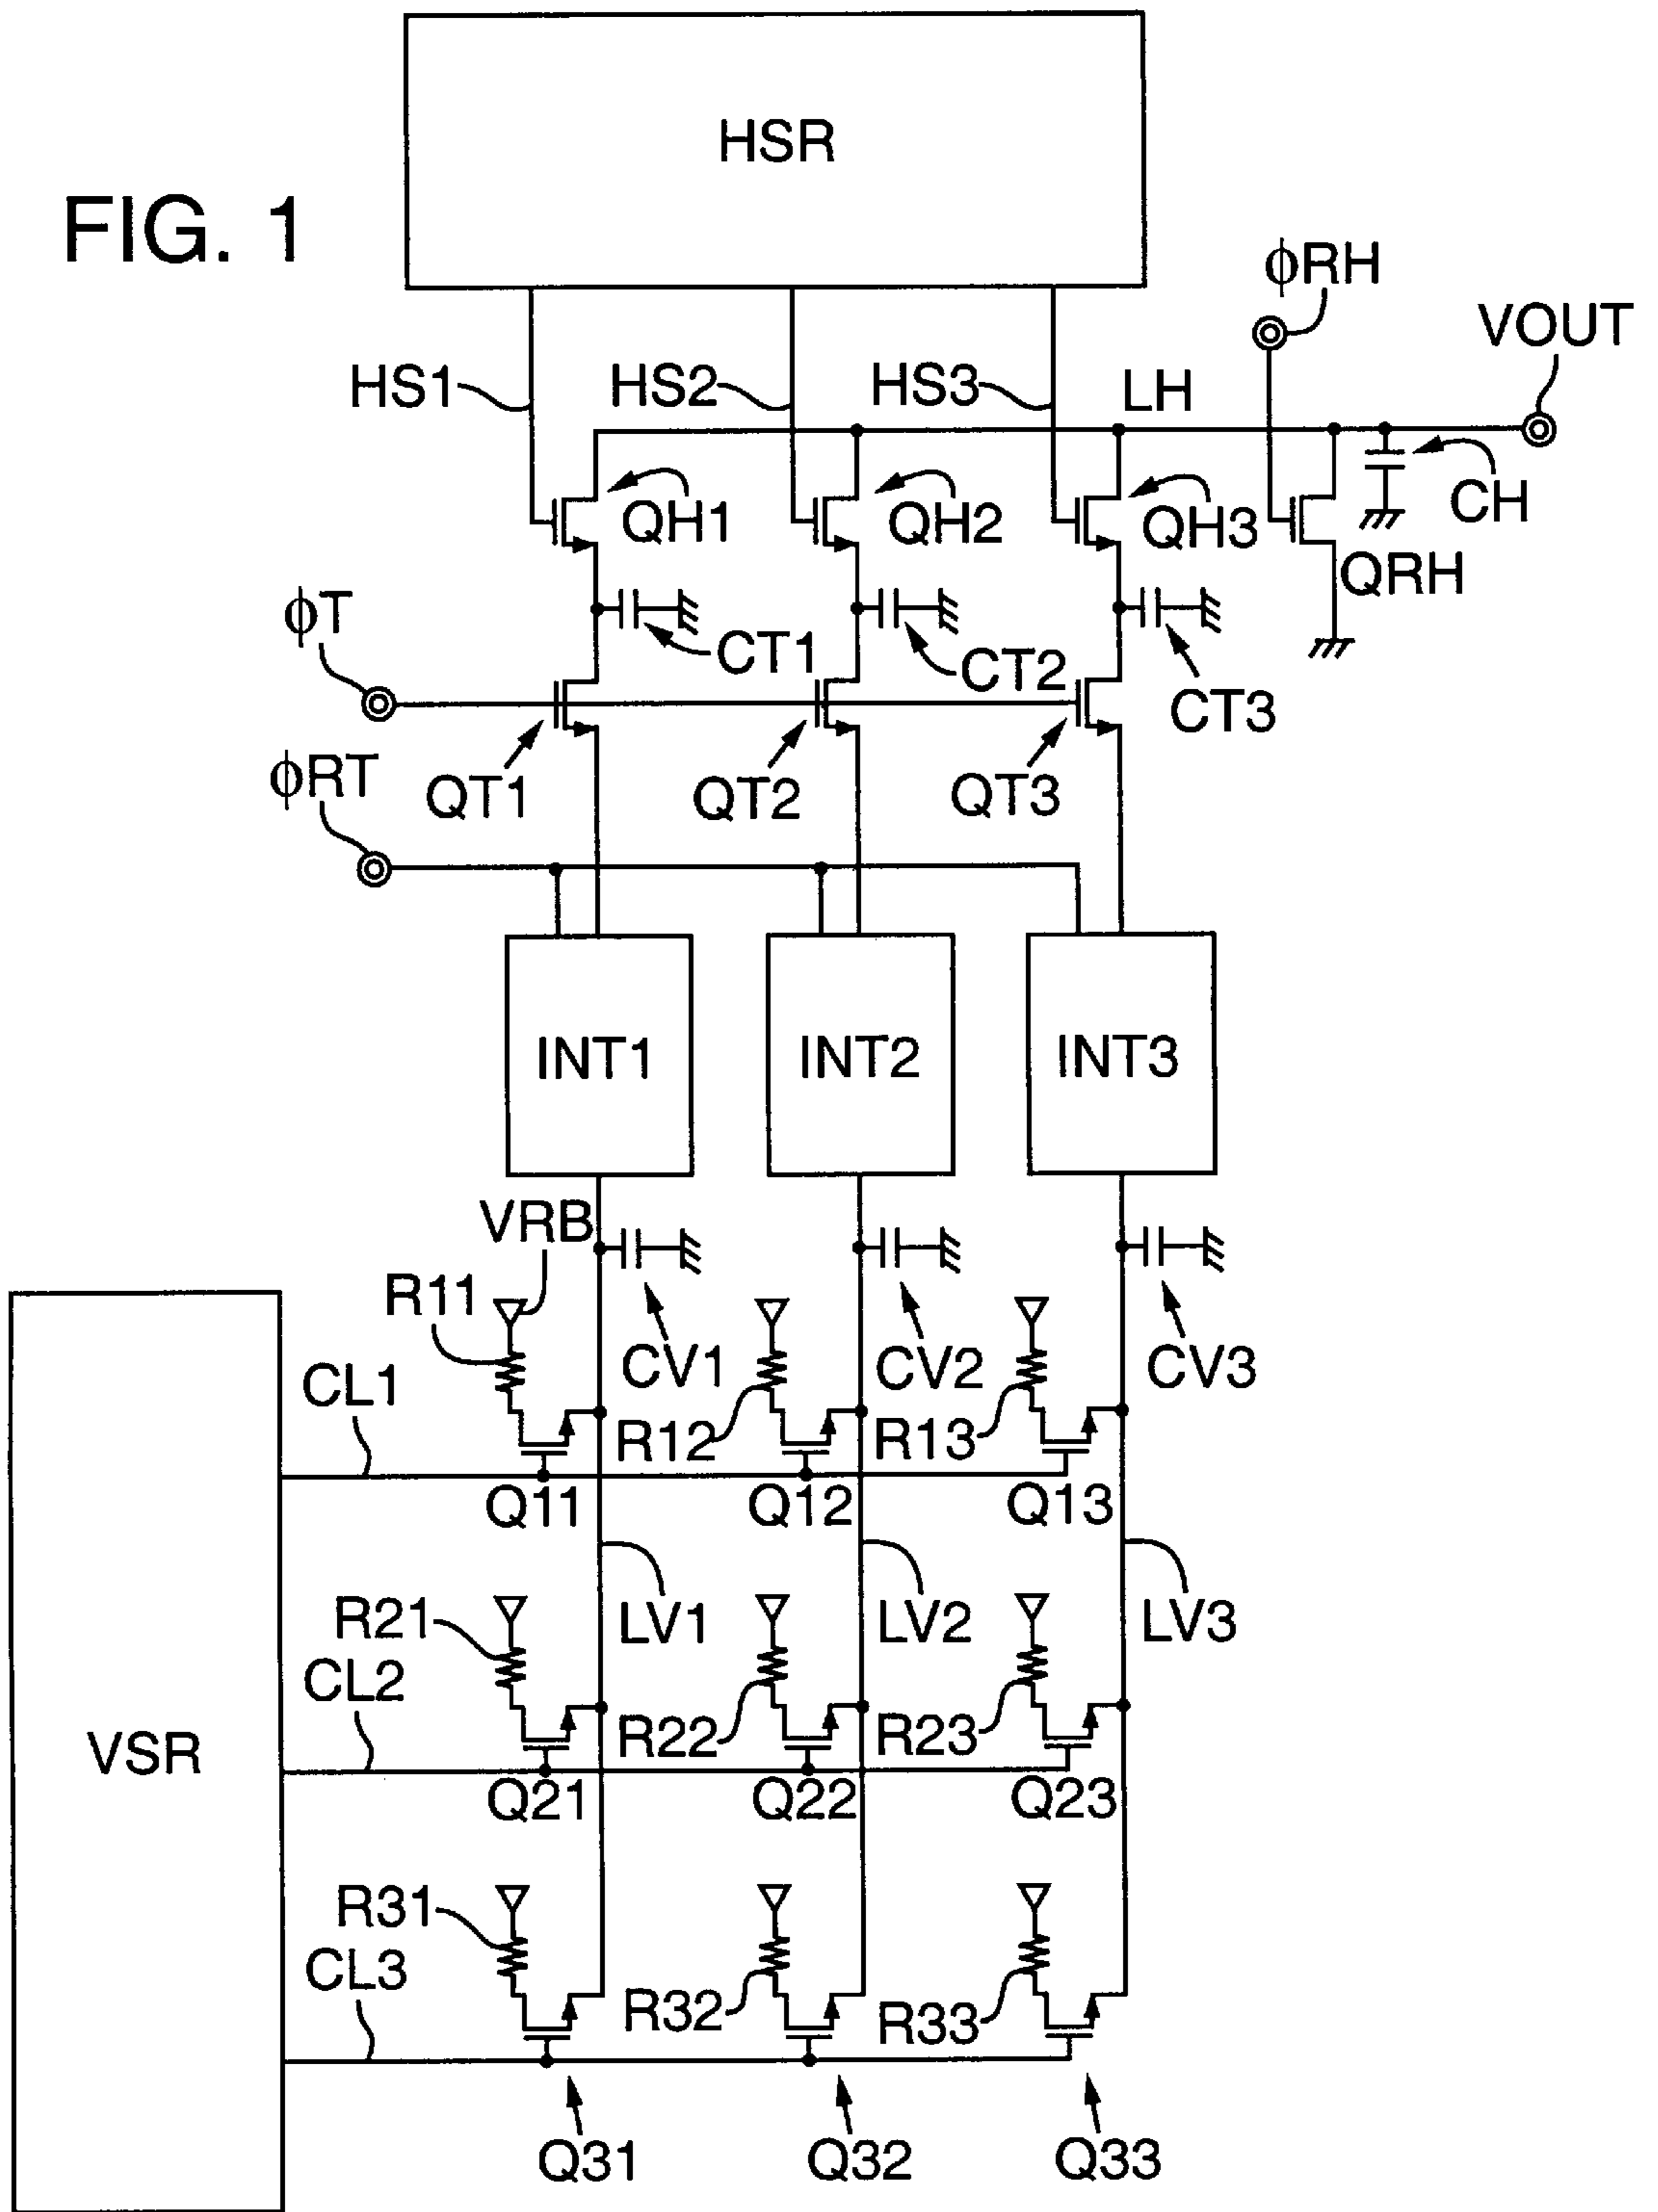 HSR
FIG. 1
ϕRH
VOUT
HS1
HS2
HS3
LH
QH1
QH2
QH3
CH
QRH
ϕT
CT1
CT2
CT3
ϕRT
QT1
QT2
QT3
INT1
INT2
INT3
VRB
R11
CV1
CV2
CV3
CL1
R12
R13
Q11
Q12
Q13
R21
LV1
LV2
LV3
CL2
R22
R23
VSR
Q21
Q22
Q23
R31
CL3
R32
R33
Q31
Q32
Q33